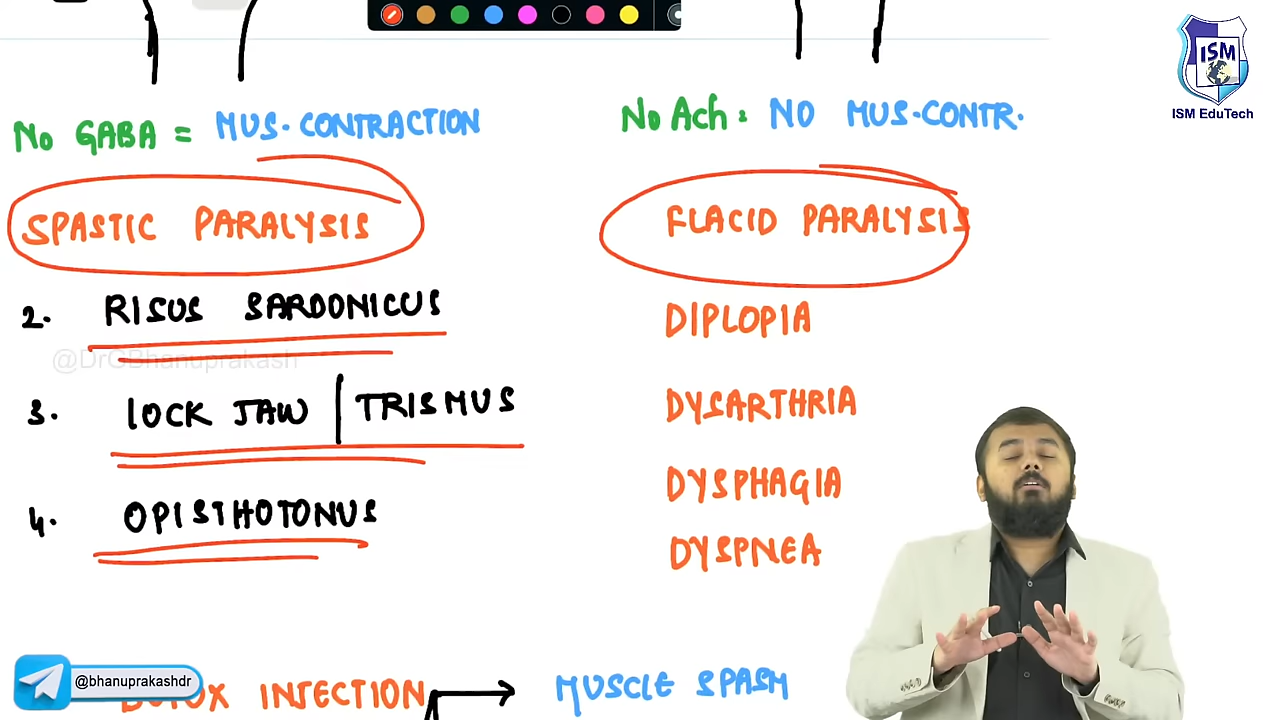 ISM
ISM EduTech
No GABA = MUS. CONTRACTION
SPASTIC PARALYSIS
2. RISUS SARDONICUS
@DrGBhanuprakash
3. LOCK JAW | TRISMUS
4. OPISTHOTONUS
No Ach: NO MUS.CONTR.
FLACID PARALYSIS
DIPLOPIA
DYSARTHRIA
DYSPHAGIA
DYSPNEA
@bhanuprakashdr
INJECTION
MUSCLE SPASM